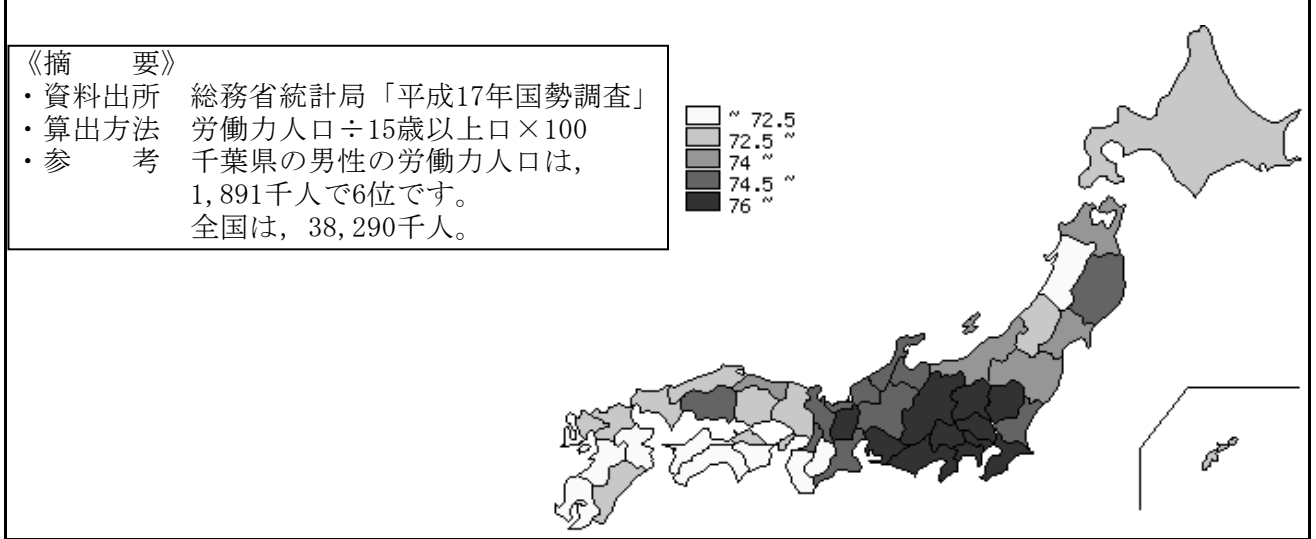 《摘　　要》
・資料出所　総務省統計局「平成17年国勢調査」
・算出方法　労働力人口÷15歳以上口×100
・参　　考　千葉県の男性の労働力人口は,
1,891千人で6位です。
全国は, 38,290千人。
~ 72.5
72.5 ~
74 ~
74.5 ~
76 ~